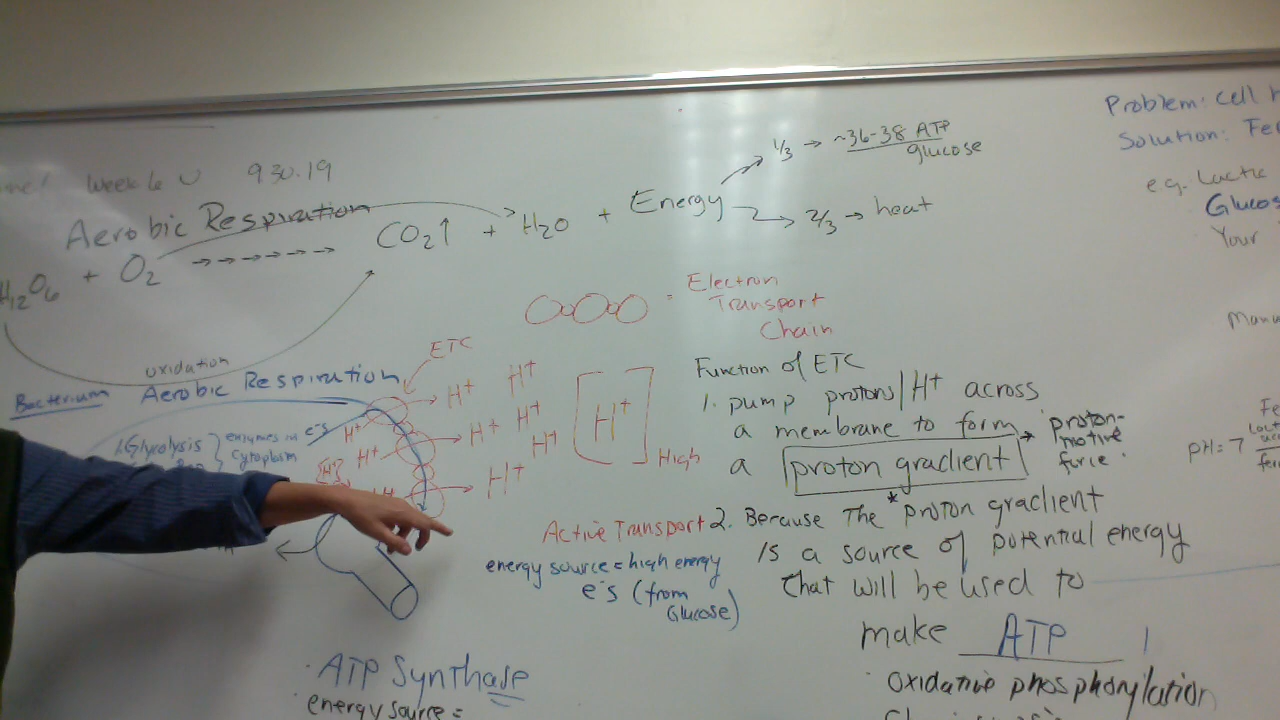 week 6 9.30.19
Aerobic Respiration
H12O6 + O2 CO2↑ + H2O + Energy
1/3 → ~36-38 ATP
glucose
2/3 → heat
oxidation
Problem: Cell
Solution: Fe
e.g. Lactic
Glucos
Your
= Electron
Transport
Chain
ETC
Bacterium Aerobic Respiration
1. Glycolysis enzymes in e-s
cytoplasm
H+ H+
H+ H+ H+
H+ H+
[H+] H+
H+
[H+] High
Function of ETC
1. pump protons/H+ across
a membrane to form → proton-
motive
force
a proton gradient
pH=7
Active Transport
energy source = high energy
e-s (from
Glucose)
2. Because The *proton gradient
is a source of potential energy
that will be used to
make ATP
· oxidative phosphorylation
· ATP Synthase
· energy source =